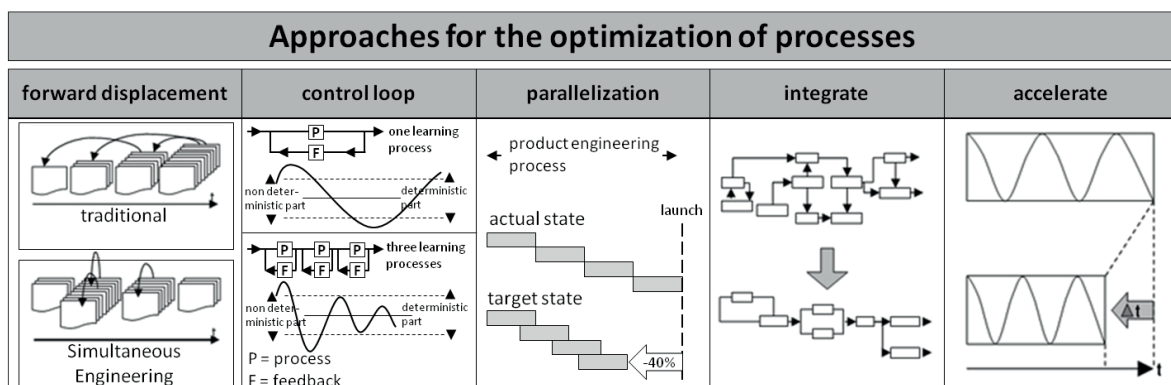 Approaches for the optimization of processes
forward displacement
control loop
parallelization
integrate
accelerate
t
traditional
t
Simultaneous
Engineering
P
F
one learning
process
non deter-
ministic part
deterministic
part
P
P
P
F
F
F
three learning
processes
non deter-
ministic part
deterministic
part
P = process
F = feedback
product engineering
process
launch
actual state
target state
-40%
Δt
t